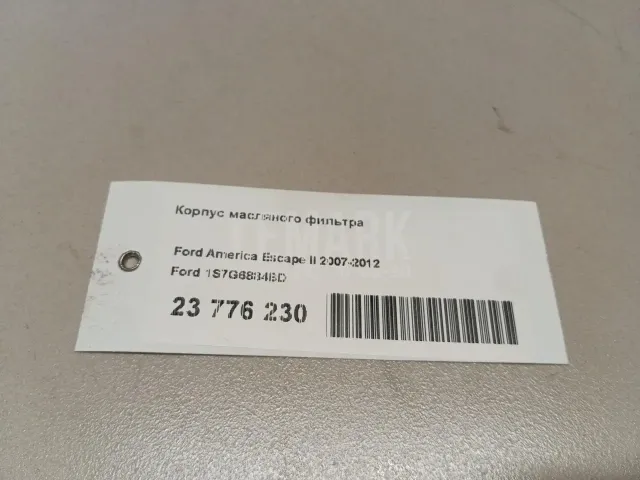 Корпус масляного фильтра
Ford America Escape II 2007-2012
Ford 1S7G6884BD
23 776 230